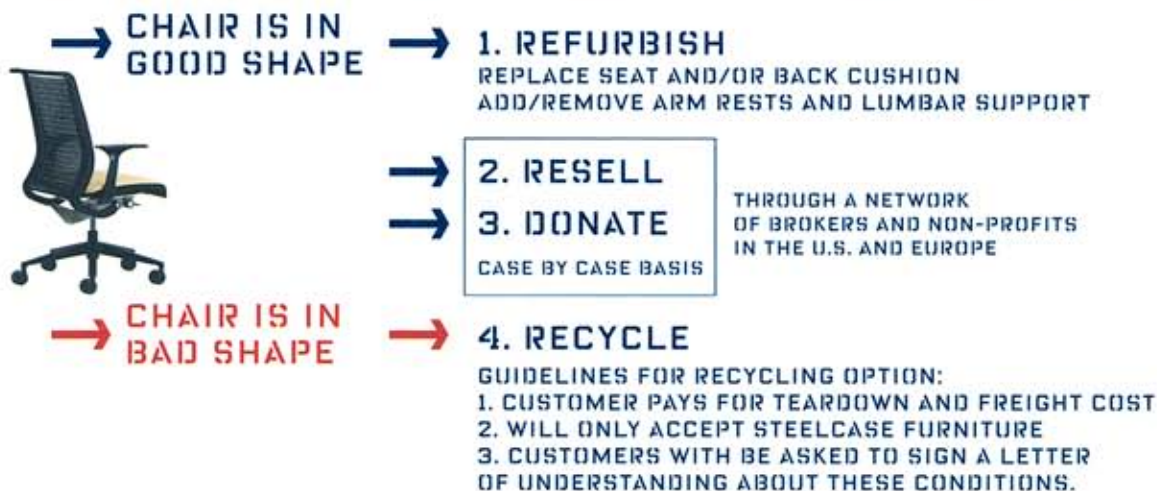 CHAIR IS IN
GOOD SHAPE
1. REFURBISH
REPLACE SEAT AND/OR BACK CUSHION
ADD/REMOVE ARM RESTS AND LUMBAR SUPPORT
2. RESELL
3. DONATE
CASE BY CASE BASIS
THROUGH A NETWORK
OF BROKERS AND NON-PROFITS
IN THE U.S. AND EUROPE
CHAIR IS IN
BAD SHAPE
4. RECYCLE
GUIDELINES FOR RECYCLING OPTION:
1. CUSTOMER PAYS FOR TEARDOWN AND FREIGHT COST
2. WILL ONLY ACCEPT STEELCASE FURNITURE
3. CUSTOMERS WITH BE ASKED TO SIGN A LETTER
OF UNDERSTANDING ABOUT THESE CONDITIONS.